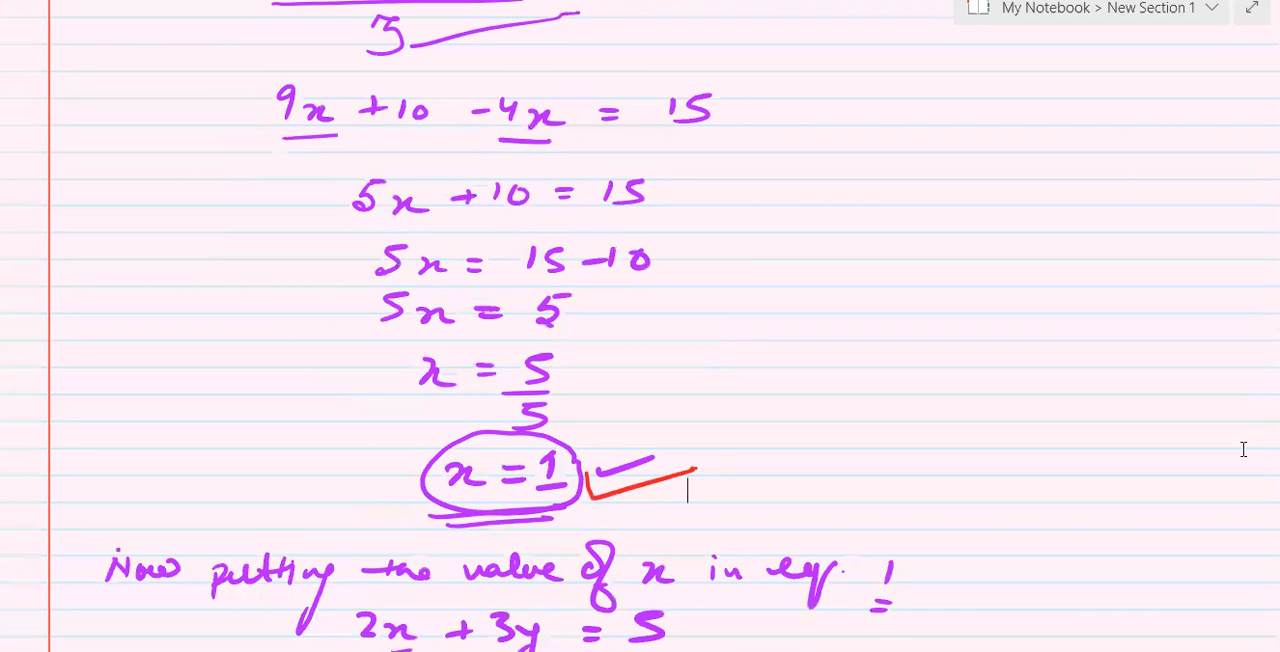 My Notebook > New Section 1
3
9x + 10 - 4x = 15
5x + 10 = 15
5x = 15 - 10
5x = 5
x = 5
5
x = 1
Now putting the value of x in eq. 1
2x + 3y = 5